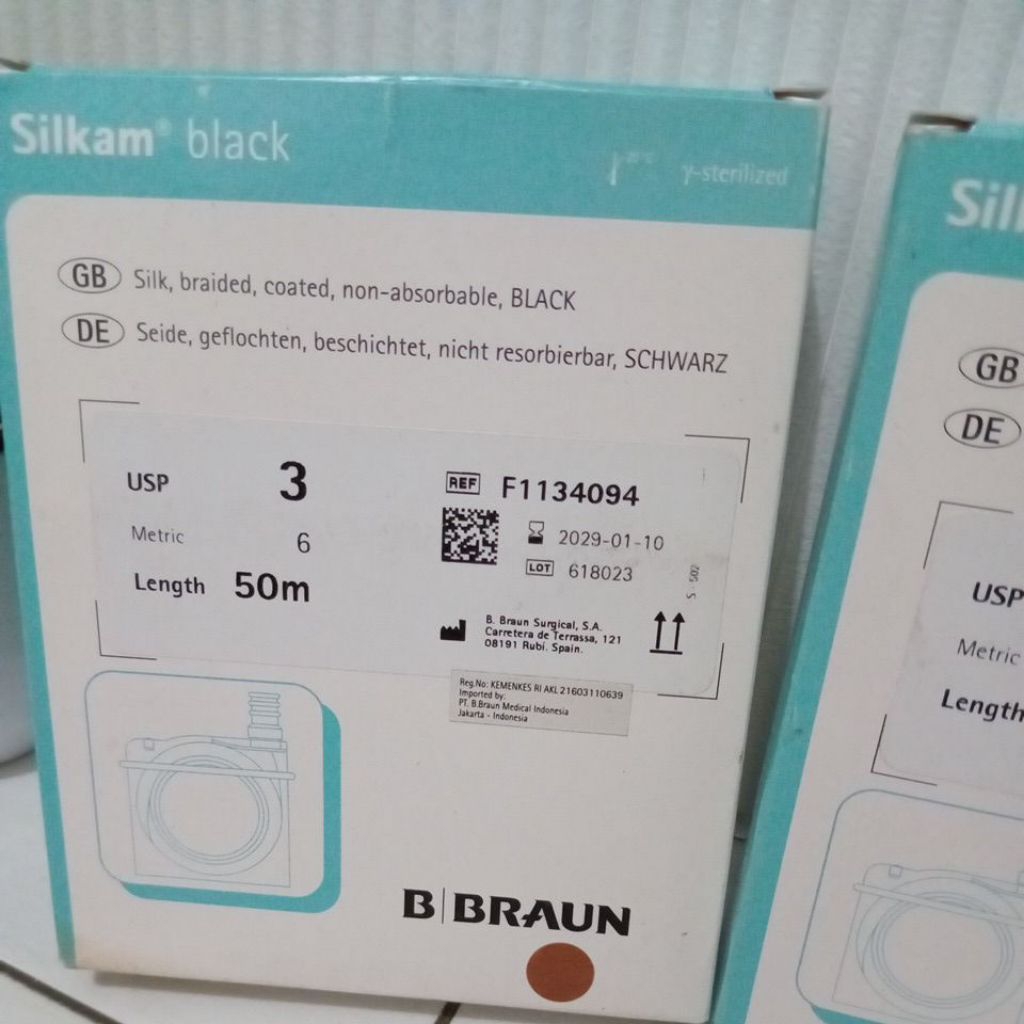 Silkam® black
γ-sterilized
GB Silk, braided, coated, non-absorbable, BLACK
DE Seide, geflochten, beschichtet, nicht resorbierbar, SCHWARZ
USP 3
Metric 6
Length 50m
REF F1134094
2029-01-10
LOT 618023
S - 502
B. Braun Surgical, S.A.
Carretera de Terrassa, 121
08191 Rubi. Spain.
Reg.No: KEMENKES RI AKL 21603110639
Imported by:
PT. B.Braun Medical Indonesia
Jakarta - Indonesia
B|BRAUN
Sil
GB
DE
USP
Metric
Length